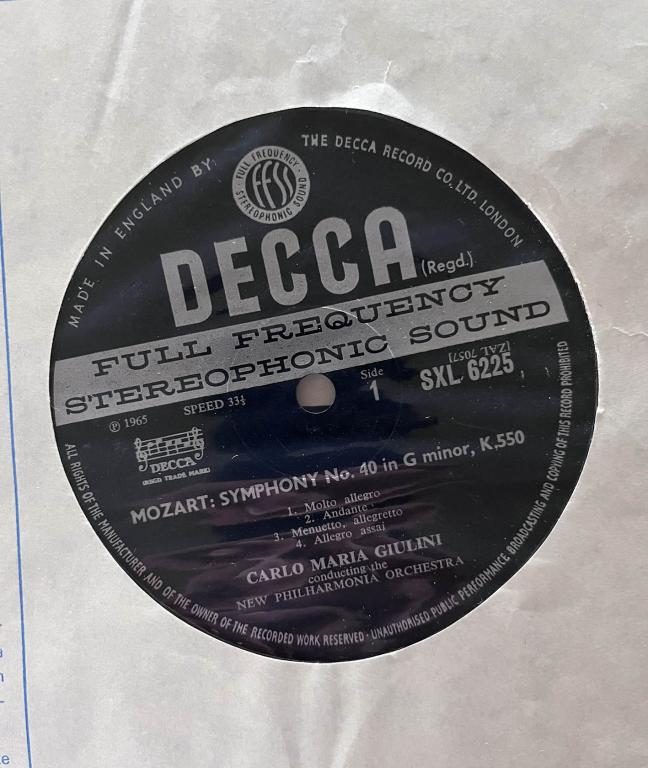 MADE IN ENGLAND BY
THE DECCA RECORD CO. LTD. LONDON
FULL FREQUENCY
FFSS
STEREOPHONIC SOUND
DECCA (Regd.)
FULL FREQUENCY
STEREOPHONIC SOUND
[ZAL 7057]
SXL 6225
Side
1
Ⓟ 1965
SPEED 33⅓
DECCA
(REGD TRADE MARK)
MOZART: SYMPHONY No. 40 in G minor, K.550
1. Molto allegro
2. Andante
3. Menuetto, allegretto
4. Allegro assai
CARLO MARIA GIULINI
conducting the
NEW PHILHARMONIA ORCHESTRA
ALL RIGHTS OF THE MANUFACTURER AND OF THE OWNER OF THE RECORDED WORK RESERVED · UNAUTHORISED PUBLIC PERFORMANCE BROADCASTING AND COPYING OF THIS RECORD PROHIBITED